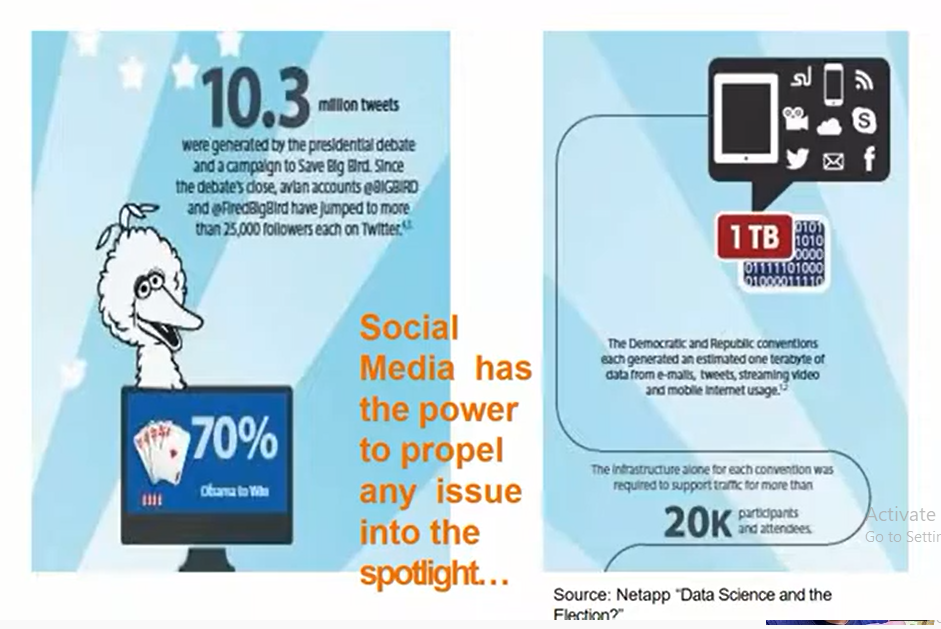 10.3 million tweets
were generated by the presidential debate
and a campaign to Save Big Bird. Since
the debate's close, avian accounts @BIGBIRD
and @FiredBigBird have jumped to more
than 25,000 followers each on Twitter.
70%
Obama to Win
Social
Media has
the power
to propel
any issue
into the
spotlight...
1 TB
0101
1010
0000
01111101000
01000011110
The Democratic and Republic conventions
each generated an estimated one terabyte of
data from e-mails, tweets, streaming video
and mobile internet usage.
The infrastructure alone for each convention was
required to support traffic for more than
20K participants
and attendees.
Source: Netapp "Data Science and the
Election?"
Activate
Go to Settin